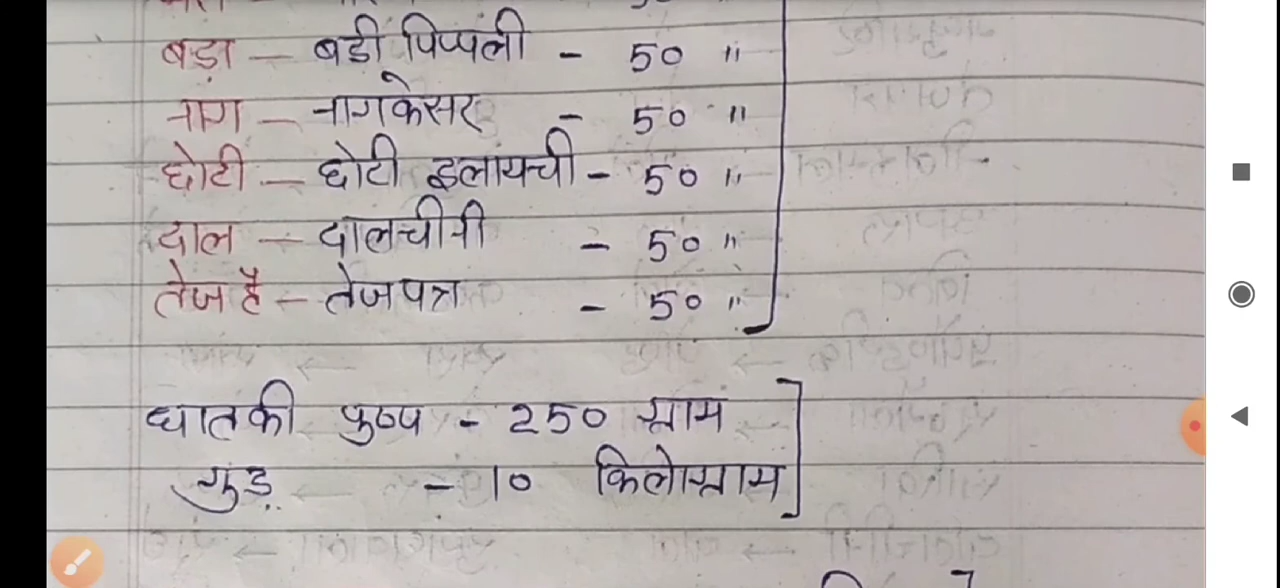 बड़ा – बडी पिप्पली - 50 "
नाग – नागकेसर - 50 "
छोटी – छोटी इलायची - 50 "
दाल – दालचीनी - 50 "
तेज है – तेजपत्र - 50 "
घातकी पुष्प - 250 ग्राम
गुड़ - 10 किलोग्राम